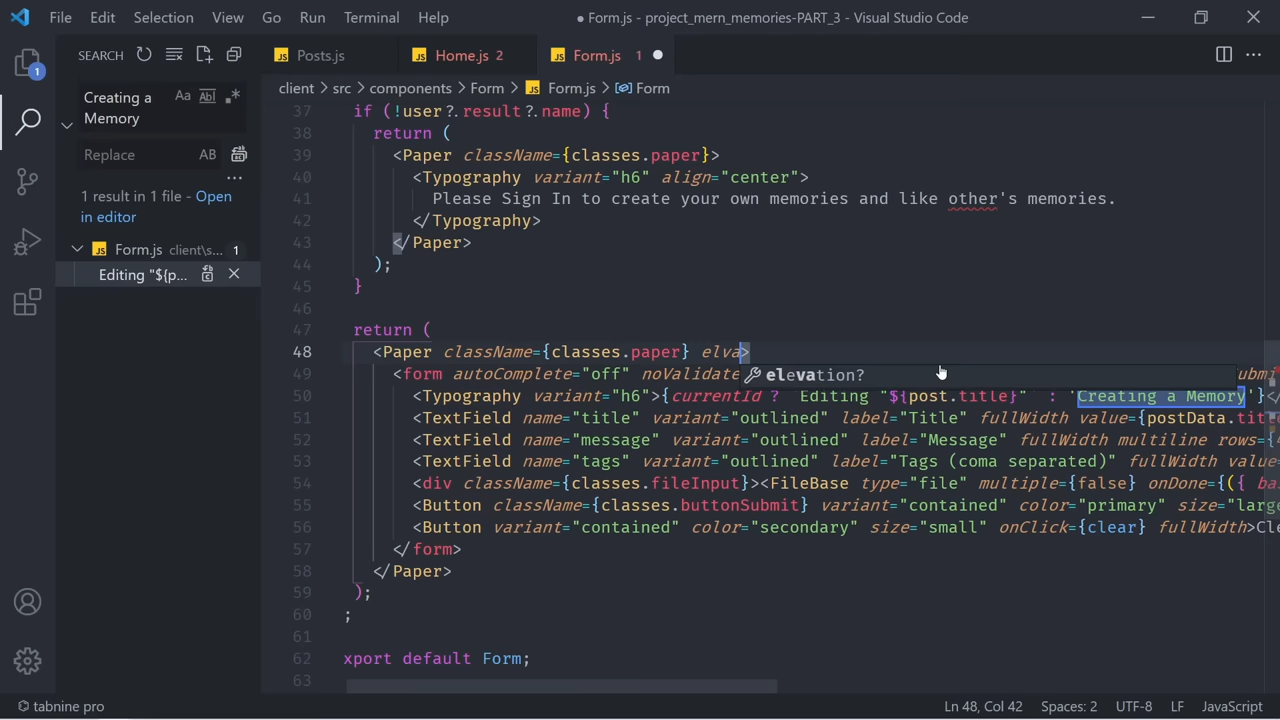 File Edit Selection View Go Run Terminal Help
● Form.js - project_mern_memories-PART_3 - Visual Studio Code
SEARCH
JS Posts.js
JS Home.js 2
JS Form.js 1
1
Creating a
Memory
Aa Ab
Replace
AB
1 result in 1 file - Open
in editor
JS Form.js client\s... 1
Editing "${p...
client > src > components > Form > JS Form.js > Form
37 if (!user?.result?.name) {
38 return (
39 <Paper className={classes.paper}>
40 <Typography variant="h6" align="center">
41 Please Sign In to create your own memories and like other's memories.
42 </Typography>
43 </Paper>
44 );
45 }
46
47 return (
48 <Paper className={classes.paper} elva>
<form autoComplete="off" noValidate
elevation?
50 <Typography variant="h6">{currentId ? `Editing "${post.title}" : 'Creating a Memory'}</
51 <TextField name="title" variant="outlined" label="Title" fullWidth value={postData.tit
52 <TextField name="message" variant="outlined" label="Message" fullWidth multiline rows={
53 <TextField name="tags" variant="outlined" label="Tags (coma separated)" fullWidth value=
54 <div className={classes.fileInput}><FileBase type="file" multiple={false} onDone={({ ba
55 <Button className={classes.buttonSubmit} variant="contained" color="primary" size="larg
56 <Button variant="contained" color="secondary" size="small" onClick={clear} fullWidth>Cle
57 </form>
58 </Paper>
59 );
60 ;
61
62 xport default Form;
63
tabnine pro
Ln 48, Col 42 Spaces: 2 UTF-8 LF JavaScript